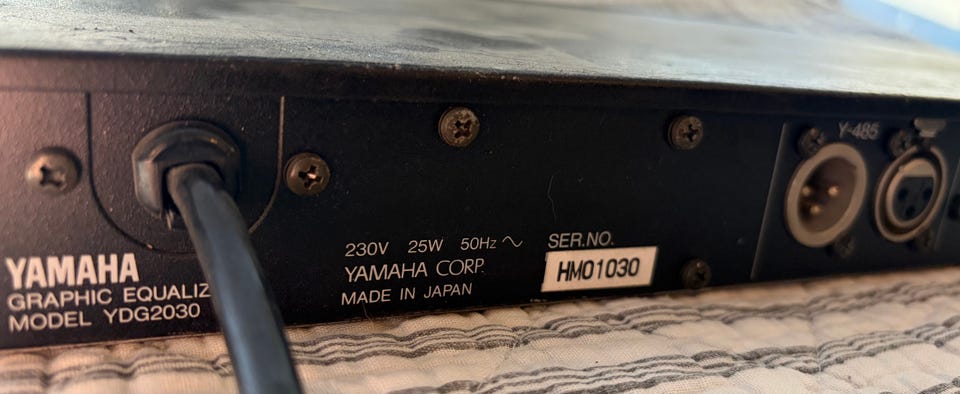 YAMAHA
GRAPHIC EQUALIZ
MODEL YDG2030
230V 25W 50Hz ~
YAMAHA CORP.
MADE IN JAPAN
SER.NO.
HM01030
Y-485